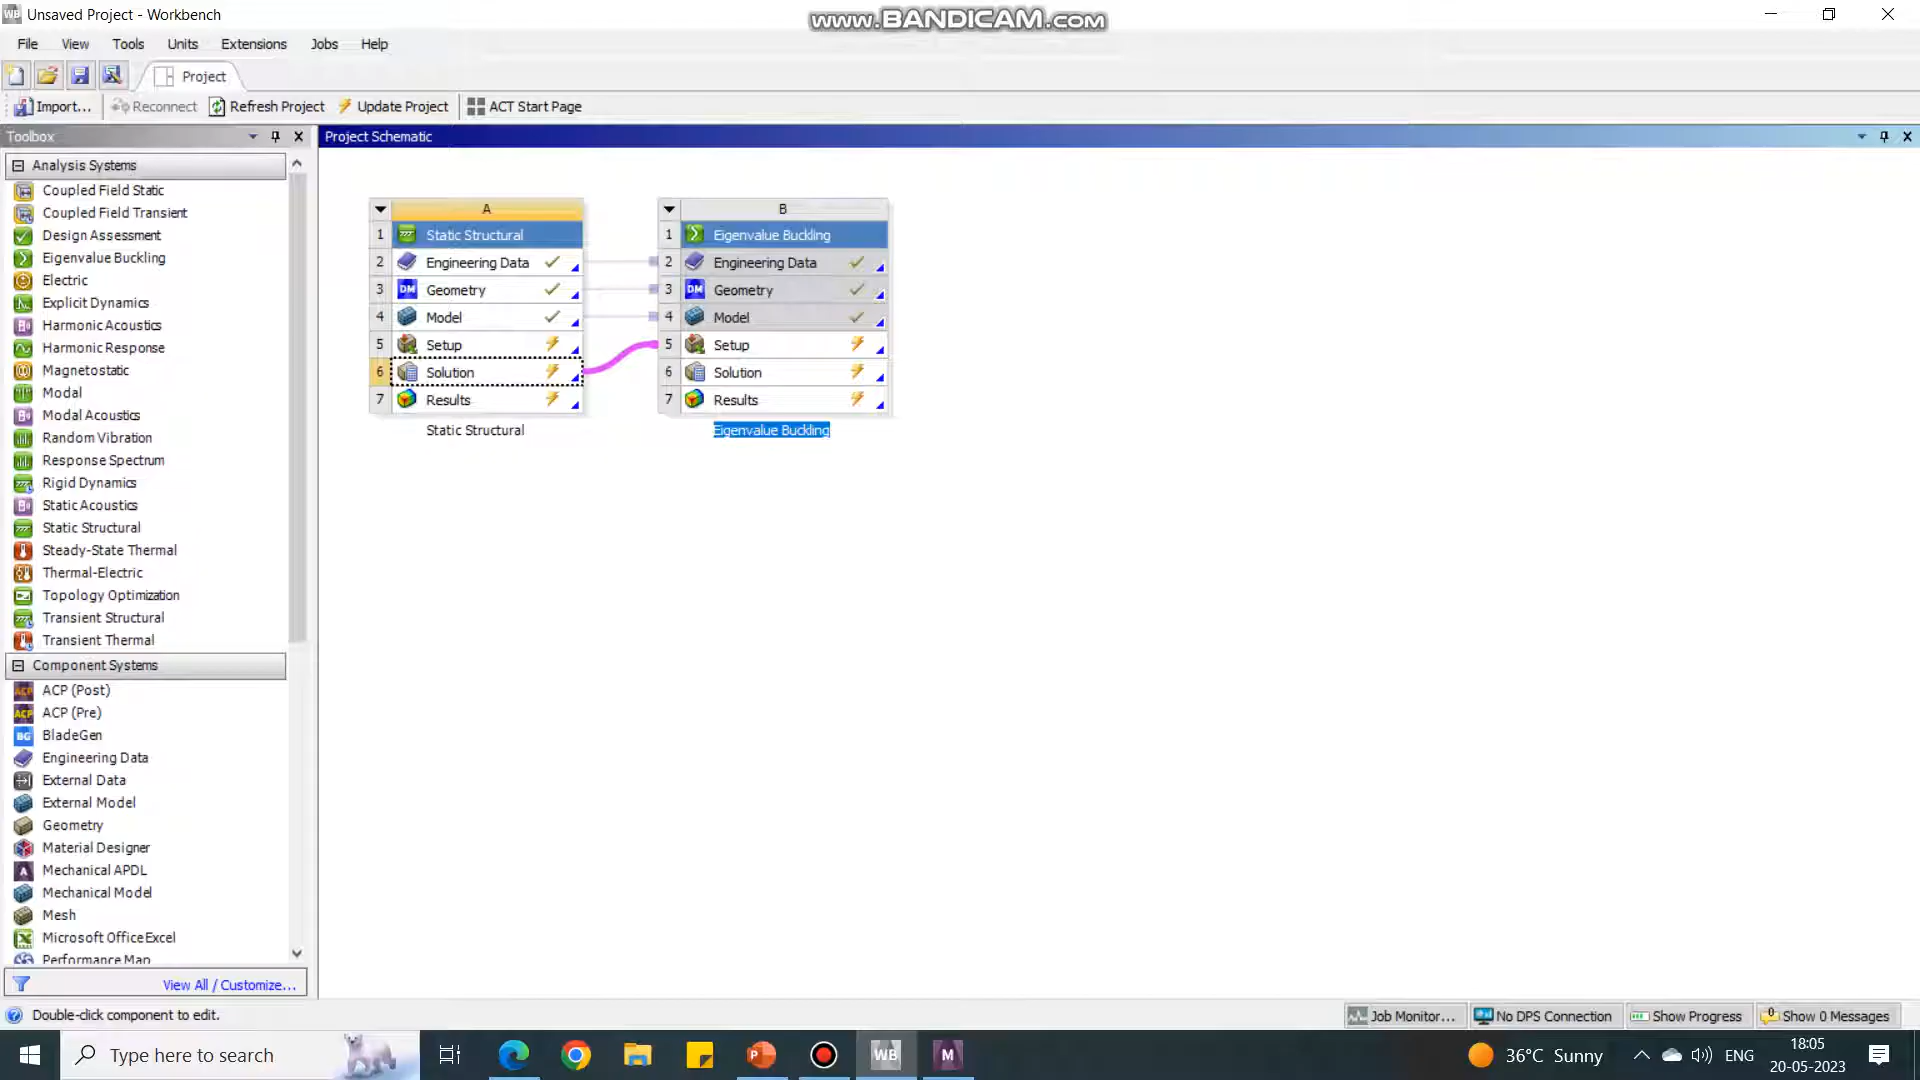 Unsaved Project - Workbench
www.BANDICAM.com
File View Tools Units Extensions Jobs Help
Project
Import... Reconnect Refresh Project Update Project ACT Start Page
Toolbox
Project Schematic
Analysis Systems
Coupled Field Static
Coupled Field Transient
Design Assessment
Eigenvalue Buckling
Electric
Explicit Dynamics
Harmonic Acoustics
Harmonic Response
Magnetostatic
Modal
Modal Acoustics
Random Vibration
Response Spectrum
Rigid Dynamics
Static Acoustics
Static Structural
Steady-State Thermal
Thermal-Electric
Topology Optimization
Transient Structural
Transient Thermal
Component Systems
ACP (Post)
ACP (Pre)
BladeGen
Engineering Data
External Data
External Model
Geometry
Material Designer
Mechanical APDL
Mechanical Model
Mesh
Microsoft Office Excel
Performance Map
View All / Customize...
A
1 Static Structural
2 Engineering Data
3 Geometry
4 Model
5 Setup
6 Solution
7 Results
Static Structural
B
1 Eigenvalue Buckling
2 Engineering Data
3 Geometry
4 Model
5 Setup
6 Solution
7 Results
Eigenvalue Buckling
Double-click component to edit.
Job Monitor... No DPS Connection Show Progress Show 0 Messages
Type here to search
36°C Sunny
ENG
18:05
20-05-2023